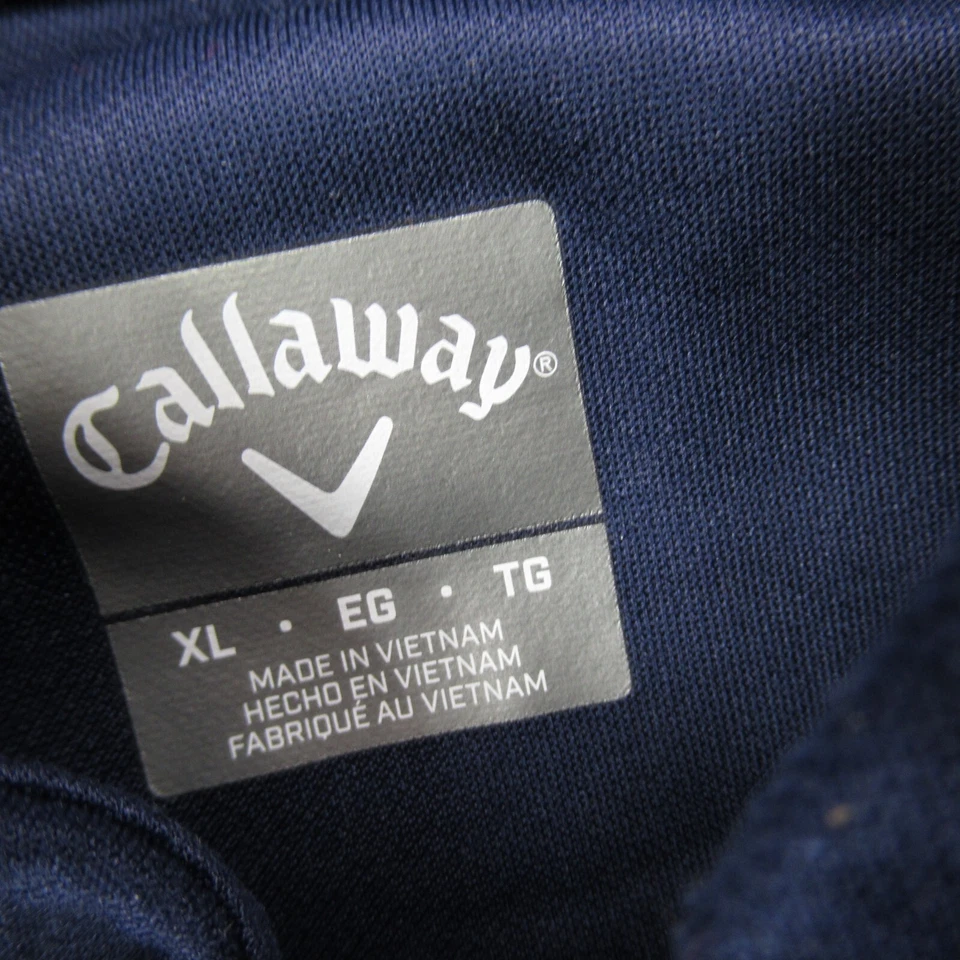 Callaway®
XL • EG • TG
MADE IN VIETNAM
HECHO EN VIETNAM
FABRIQUÉ AU VIETNAM